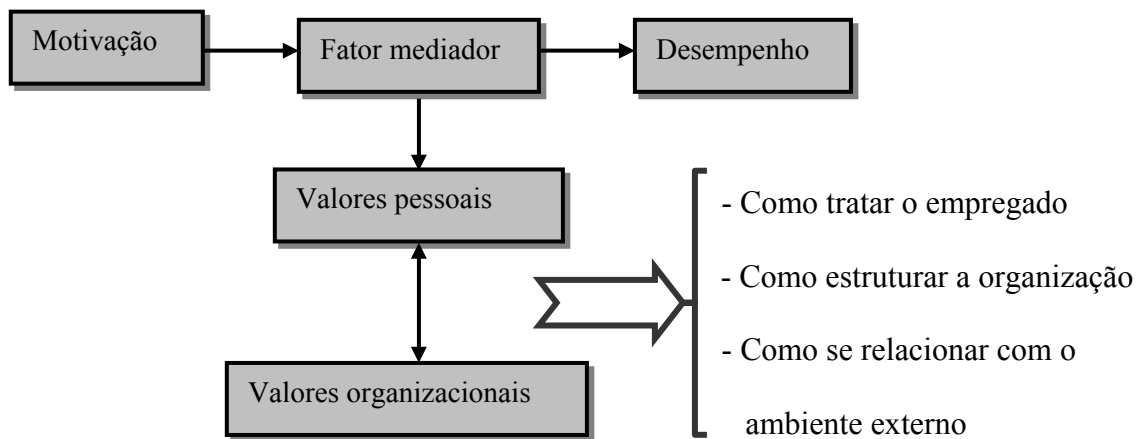 Motivação
Fator mediador
Desempenho
Valores pessoais
Valores organizacionais
- Como tratar o empregado
- Como estruturar a organização
- Como se relacionar com o
ambiente externo